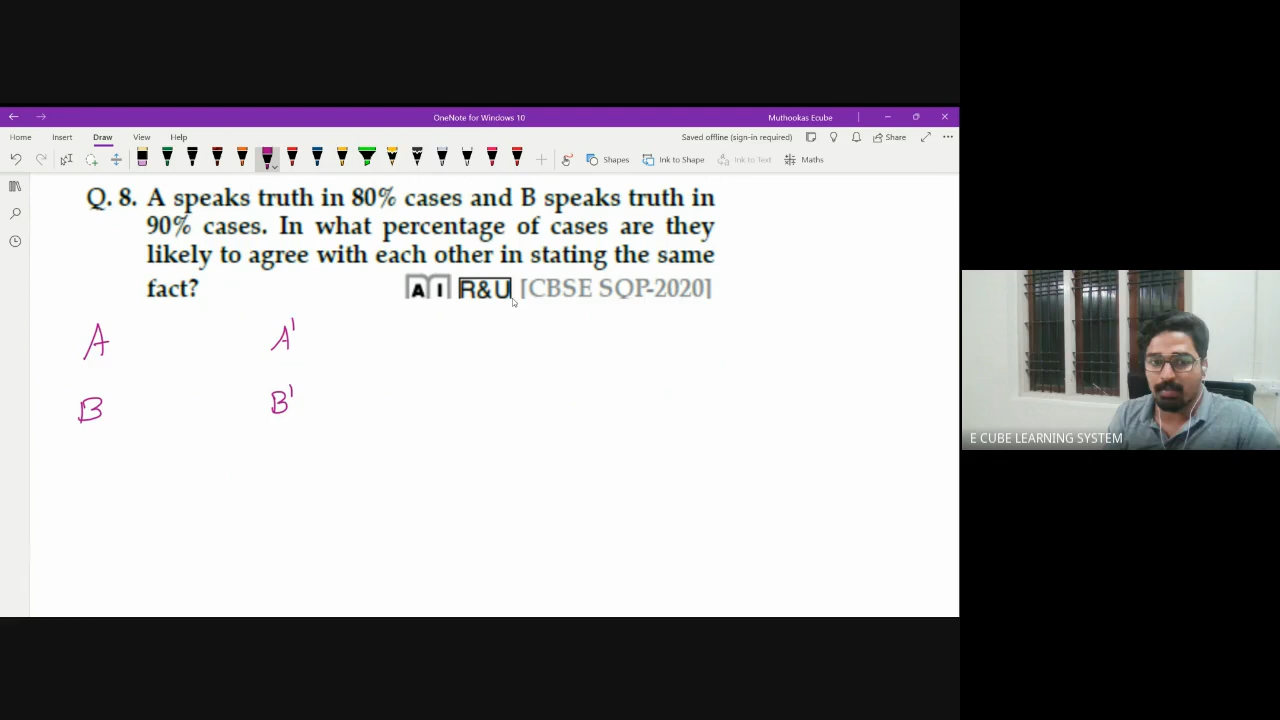 OneNote for Windows 10
Muthookas Ecube
Home Insert Draw View Help
Saved offline (sign-in required)
Share
Shapes
Ink to Shape
Ink to Text
Maths
Q. 8. A speaks truth in 80% cases and B speaks truth in
90% cases. In what percentage of cases are they
likely to agree with each other in stating the same
fact? AI R&U [CBSE SQP-2020]
A A'
B B'
E CUBE LEARNING SYSTEM